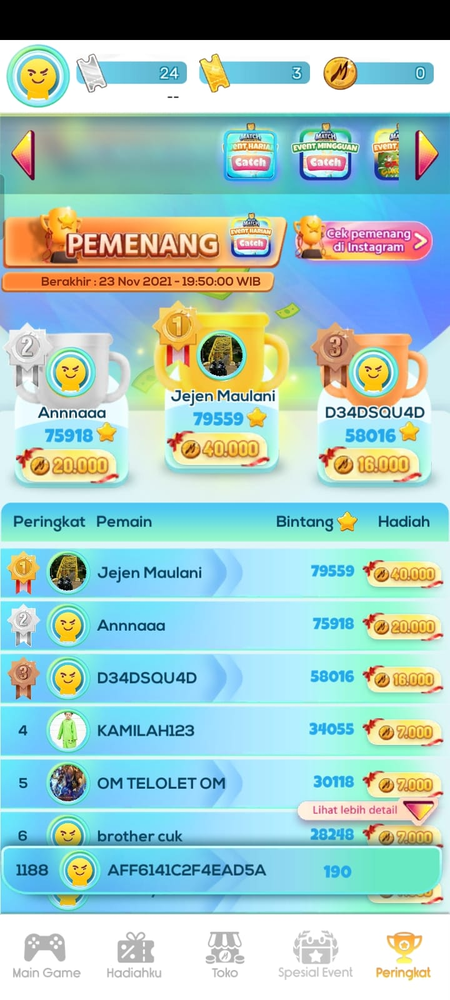 24
3
0
--
MATCH
EVENT HARIAN
Catch
MATCH
EVENT MINGGUAN
Catch
EVENT
PEMENANG
MATCH
EVENT HARIAN
Catch
Cek pemenang
di Instagram
Berakhir : 23 Nov 2021 - 19:50:00 WIB
2
Annnaaa
75918
20.000
1
Jejen Maulani
79559
40.000
3
D34DSQU4D
58016
16.000
Peringkat Pemain Bintang Hadiah
1 Jejen Maulani 79559 40.000
2 Annnaaa 75918 20.000
3 D34DSQU4D 58016 16.000
4 KAMILAH123 34055 7.000
5 OM TELOLET OM 30118 7.000
Lihat lebih detail
6 brother cuk 28248 7.000
1188 AFF6141C2F4EAD5A 190
Main Game Hadiahku Toko Spesial Event Peringkat